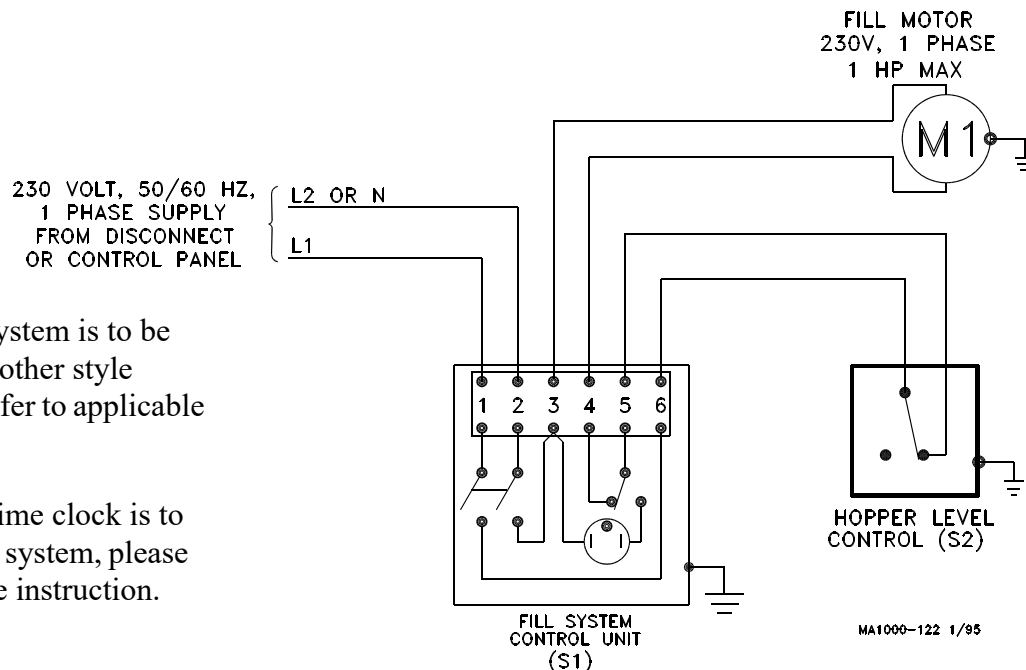 FILL MOTOR
230V, 1 PHASE
1 HP MAX
M1
230 VOLT, 50/60 HZ,
1 PHASE SUPPLY
FROM DISCONNECT
OR CONTROL PANEL
L2 OR N
L1
ystem is to be
other style
fer to applicable
ime clock is to
system, please
e instruction.
1 2 3 4 5 6
HOPPER LEVEL
CONTROL (S2)
FILL SYSTEM
CONTROL UNIT
(S1)
MA1000-122 1/95